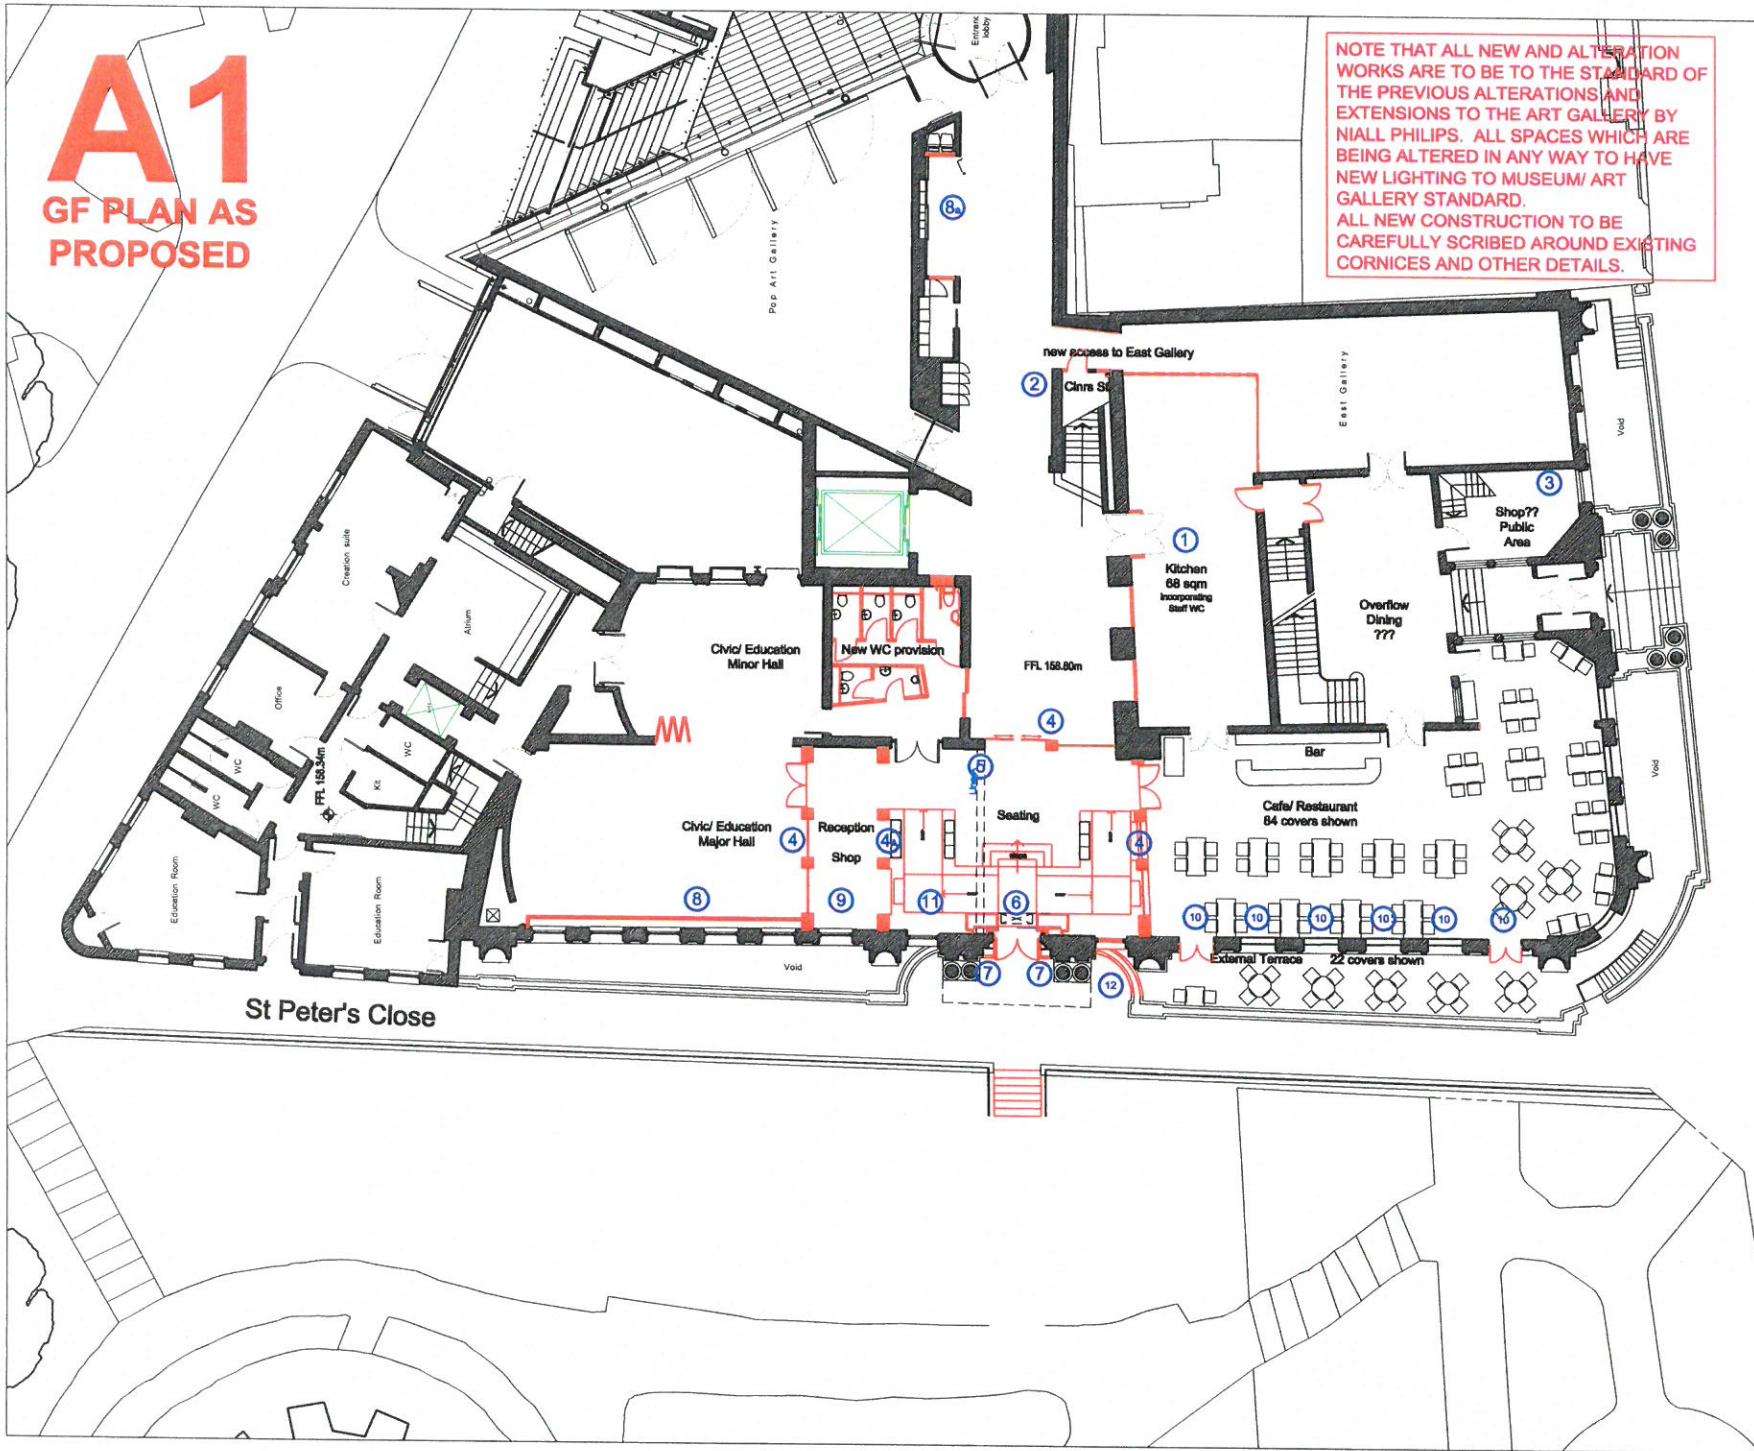 A1
GF PLAN AS
PROPOSED
NOTE THAT ALL NEW AND ALTERATION
WORKS ARE TO BE TO THE STANDARD OF
THE PREVIOUS ALTERATIONS AND
EXTENSIONS TO THE ART GALLERY BY
NIALL PHILIPS. ALL SPACES WHICH ARE
BEING ALTERED IN ANY WAY TO HAVE
NEW LIGHTING TO MUSEUM/ ART
GALLERY STANDARD.
ALL NEW CONSTRUCTION TO BE
CAREFULLY SCRIBED AROUND EXISTING
CORNICES AND OTHER DETAILS.
lobby
Pop Art Gallery
8a
new access to East Gallery
2
Clnrs St
East Gallery
Void
3
Shop??
Public
Area
1
Kitchen
68 sqm
Incorporating
Staff WC
Overflow
Dining
???
Creation suite
Atrium
Office
WC
WC
WC
Kit
FFL 158.34m
Education Room
Education Room
Civic/ Education
Minor Hall
New WC provision
FFL 158.80m
4
5
Seating
Bar
Void
Cafe/ Restaurant
84 covers shown
Civic/ Education
Major Hall
4
Reception
Shop
4
4
8
9
11
6
10
10
10
10
10
10
Void
7
7
12
External Terrace
22 covers shown
St Peter's Close